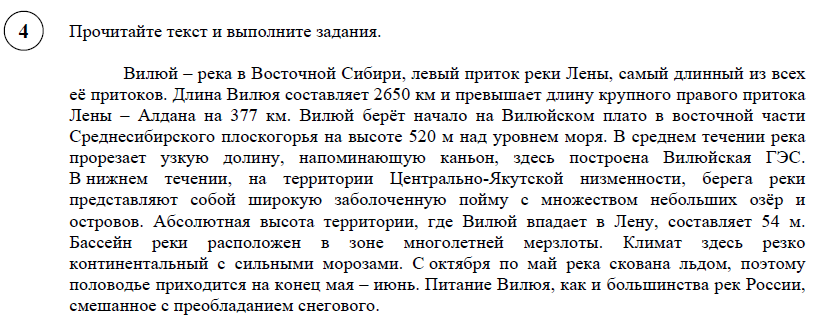 4 Прочитайте текст и выполните задания.
Вилюй – река в Восточной Сибири, левый приток реки Лены, самый длинный из всех
её притоков. Длина Вилюя составляет 2650 км и превышает длину крупного правого притока
Лены – Алдана на 377 км. Вилюй берёт начало на Вилюйском плато в восточной части
Среднесибирского плоскогорья на высоте 520 м над уровнем моря. В среднем течении река
прорезает узкую долину, напоминающую каньон, здесь построена Вилюйская ГЭС.
В нижнем течении, на территории Центрально-Якутской низменности, берега реки
представляют собой широкую заболоченную пойму с множеством небольших озёр и
островов. Абсолютная высота территории, где Вилюй впадает в Лену, составляет 54 м.
Бассейн реки расположен в зоне многолетней мерзлоты. Климат здесь резко
континентальный с сильными морозами. С октября по май река скована льдом, поэтому
половодье приходится на конец мая – июнь. Питание Вилюя, как и большинства рек России,
смешанное с преобладанием снегового.